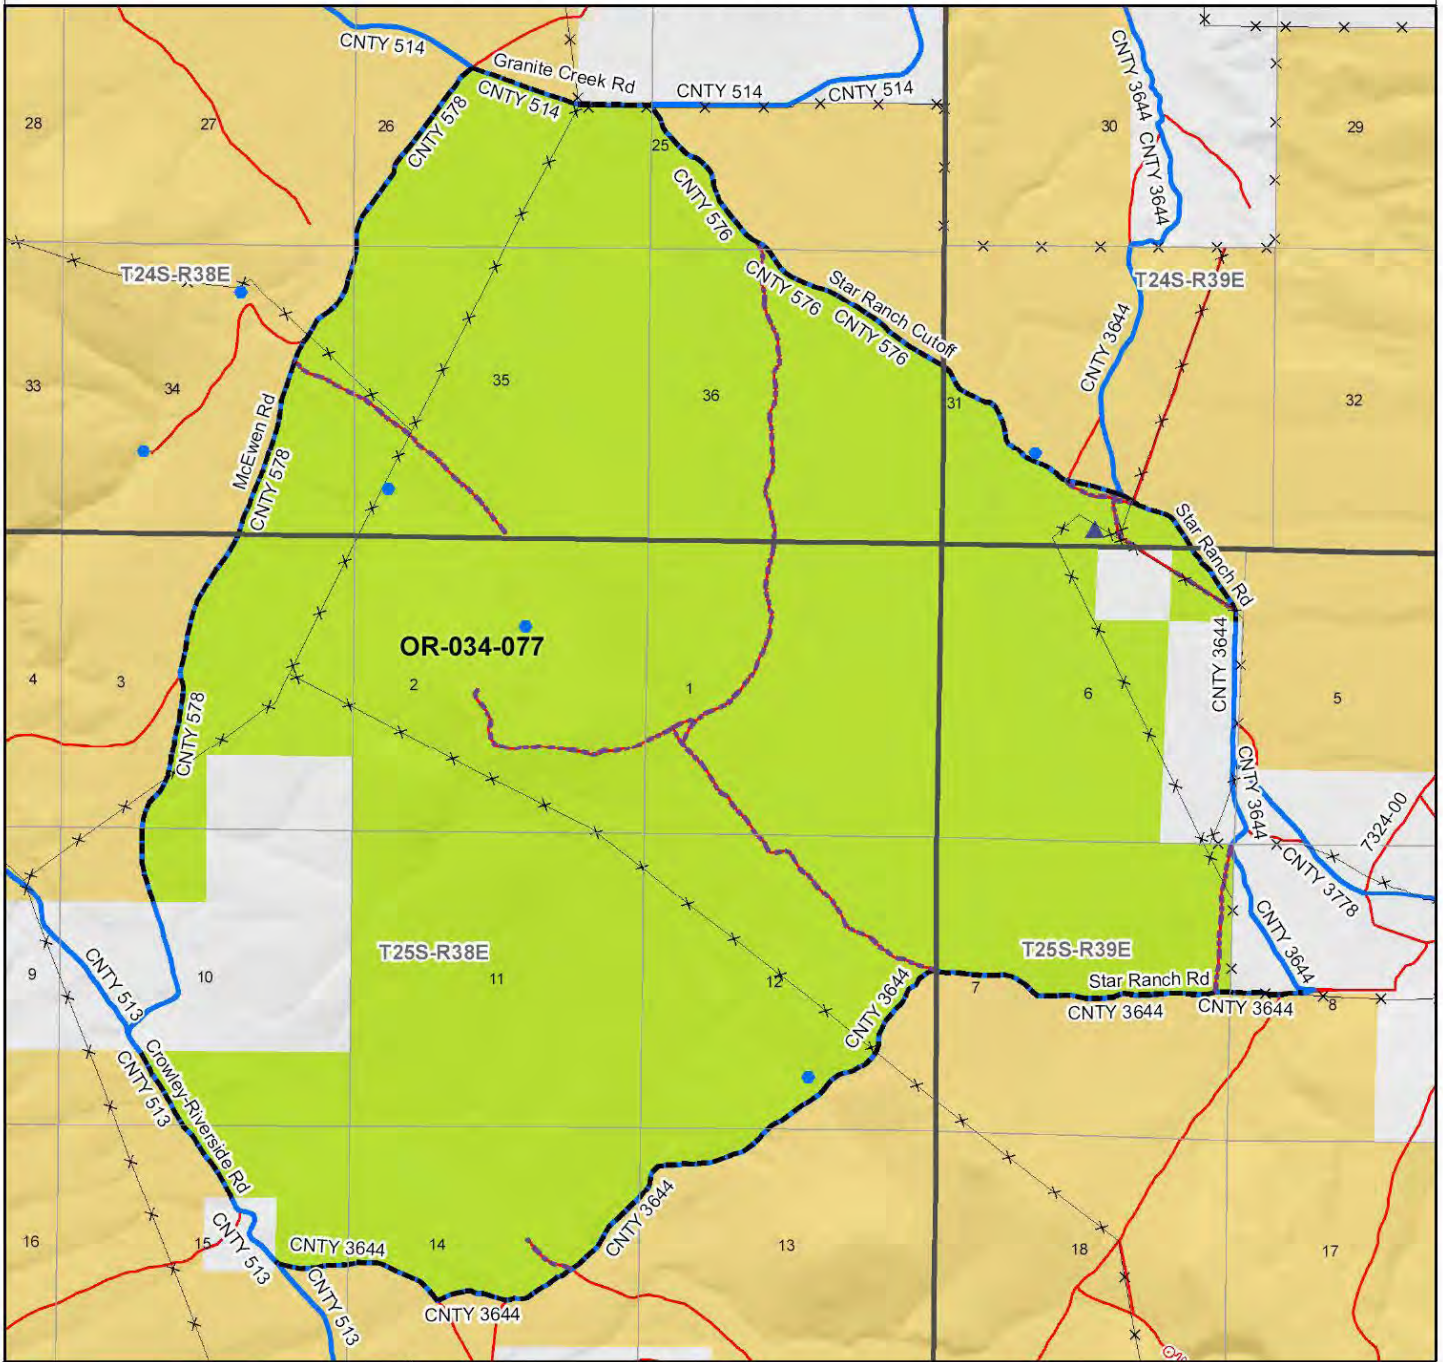 CNTY 514
Granite Creek Rd
CNTY 514
CNTY 514
CNTY 514
CNTY 3644
CNTY 3644
28
27
26
CNTY 578
25
30
29
CNTY 576
T24S-R38E
CNTY 576
Star Ranch Cutoff
CNTY 576
T24S-R39E
CNTY 3644
33
34
35
36
31
32
McEwen Rd
CNTY 578
Star Ranch Rd
OR-034-077
4
3
2
1
6
5
CNTY 3644
CNTY 578
CNTY 3644
7324-00
CNTY 3778
CNTY 3644
9
CNTY 513
10
T25S-R38E
11
12
T25S-R39E
7
Star Ranch Rd
CNTY 3644
CNTY 3644
CNTY 3644
8
Crowley-Riverside Rd
CNTY 513
16
15
CNTY 513
CNTY 3644
CNTY 513
14
CNTY 3644
CNTY 3644
13
18
17